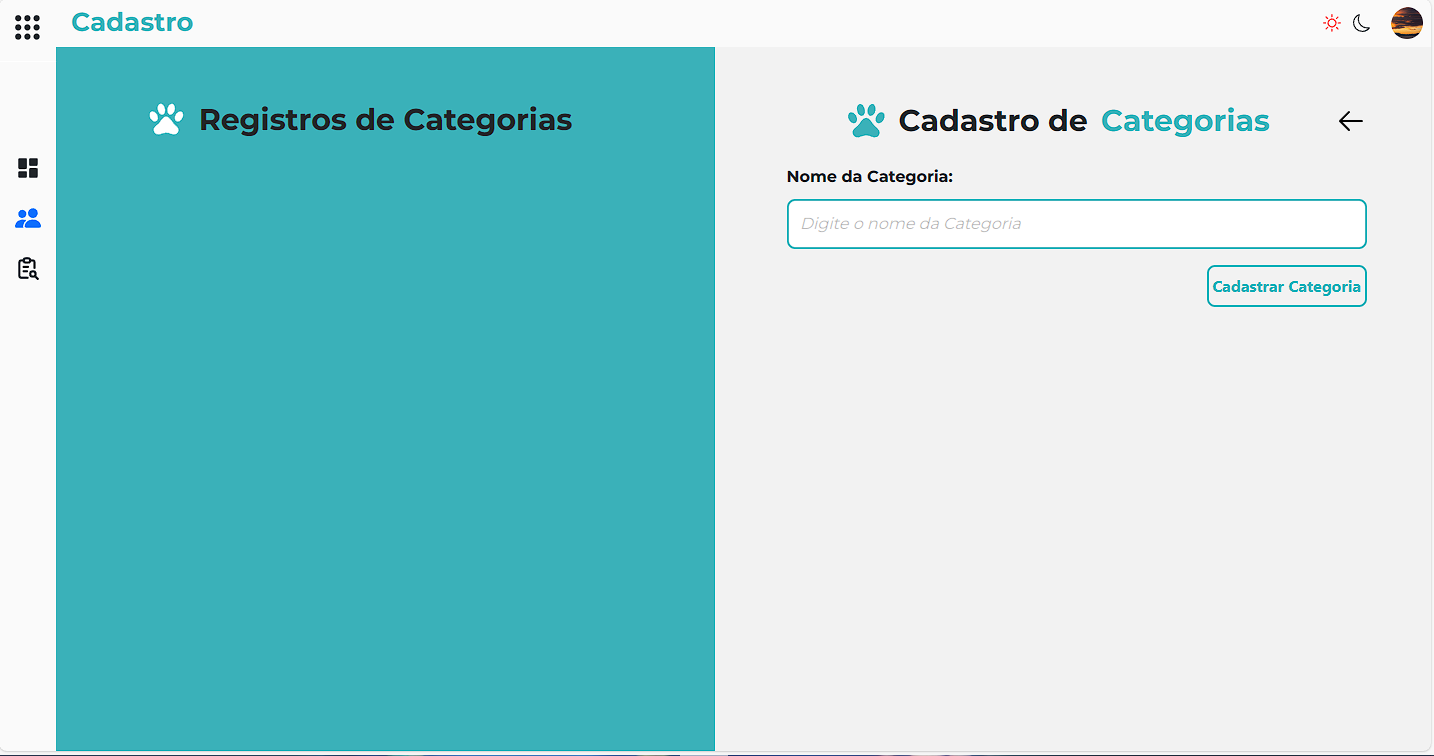 Cadastro
Registros de Categorias
Cadastro de Categorias
Nome da Categoria:
Digite o nome da Categoria
Cadastrar Categoria